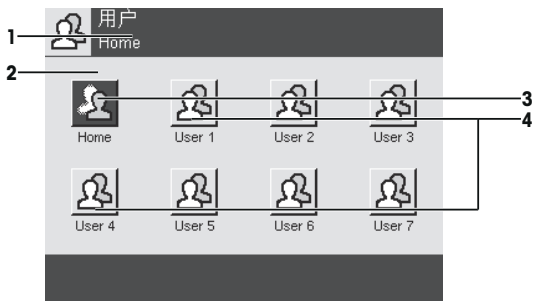 用户
1
Home
2
3
4
Home
User 1
User 2
User 3
User 4
User 5
User 6
User 7